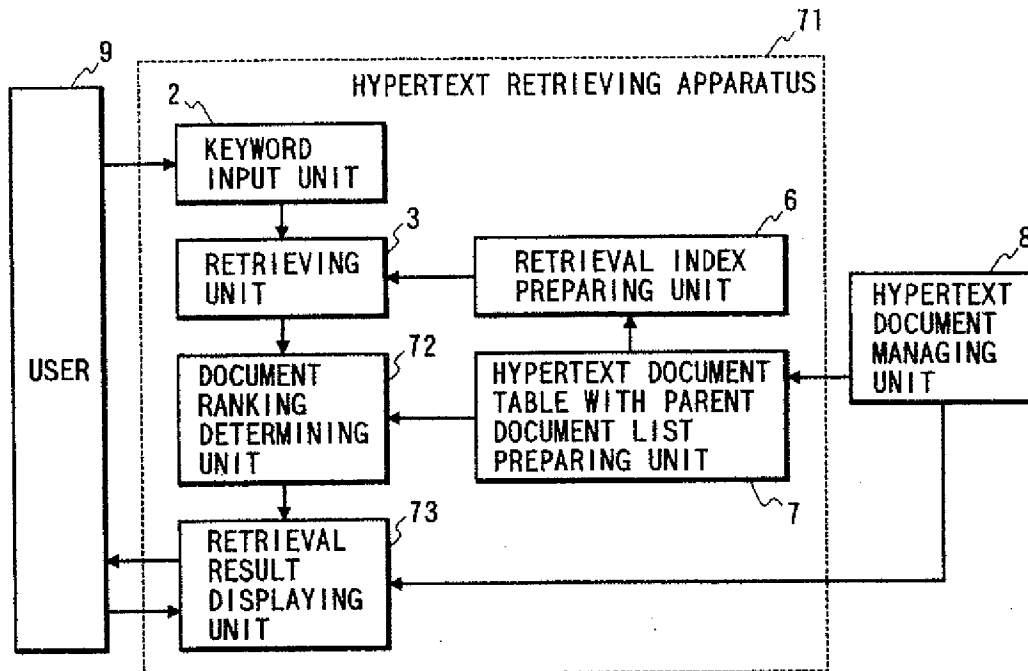 71
9
HYPERTEXT RETRIEVING APPARATUS
2
KEYWORD
INPUT UNIT
3
RETRIEVING
UNIT
6
RETRIEVAL INDEX
PREPARING UNIT
8
HYPERTEXT
DOCUMENT
MANAGING
UNIT
USER
72
DOCUMENT
RANKING
DETERMINING
UNIT
HYPERTEXT DOCUMENT
TABLE WITH PARENT
DOCUMENT LIST
PREPARING UNIT
7
73
RETRIEVAL
RESULT
DISPLAYING
UNIT